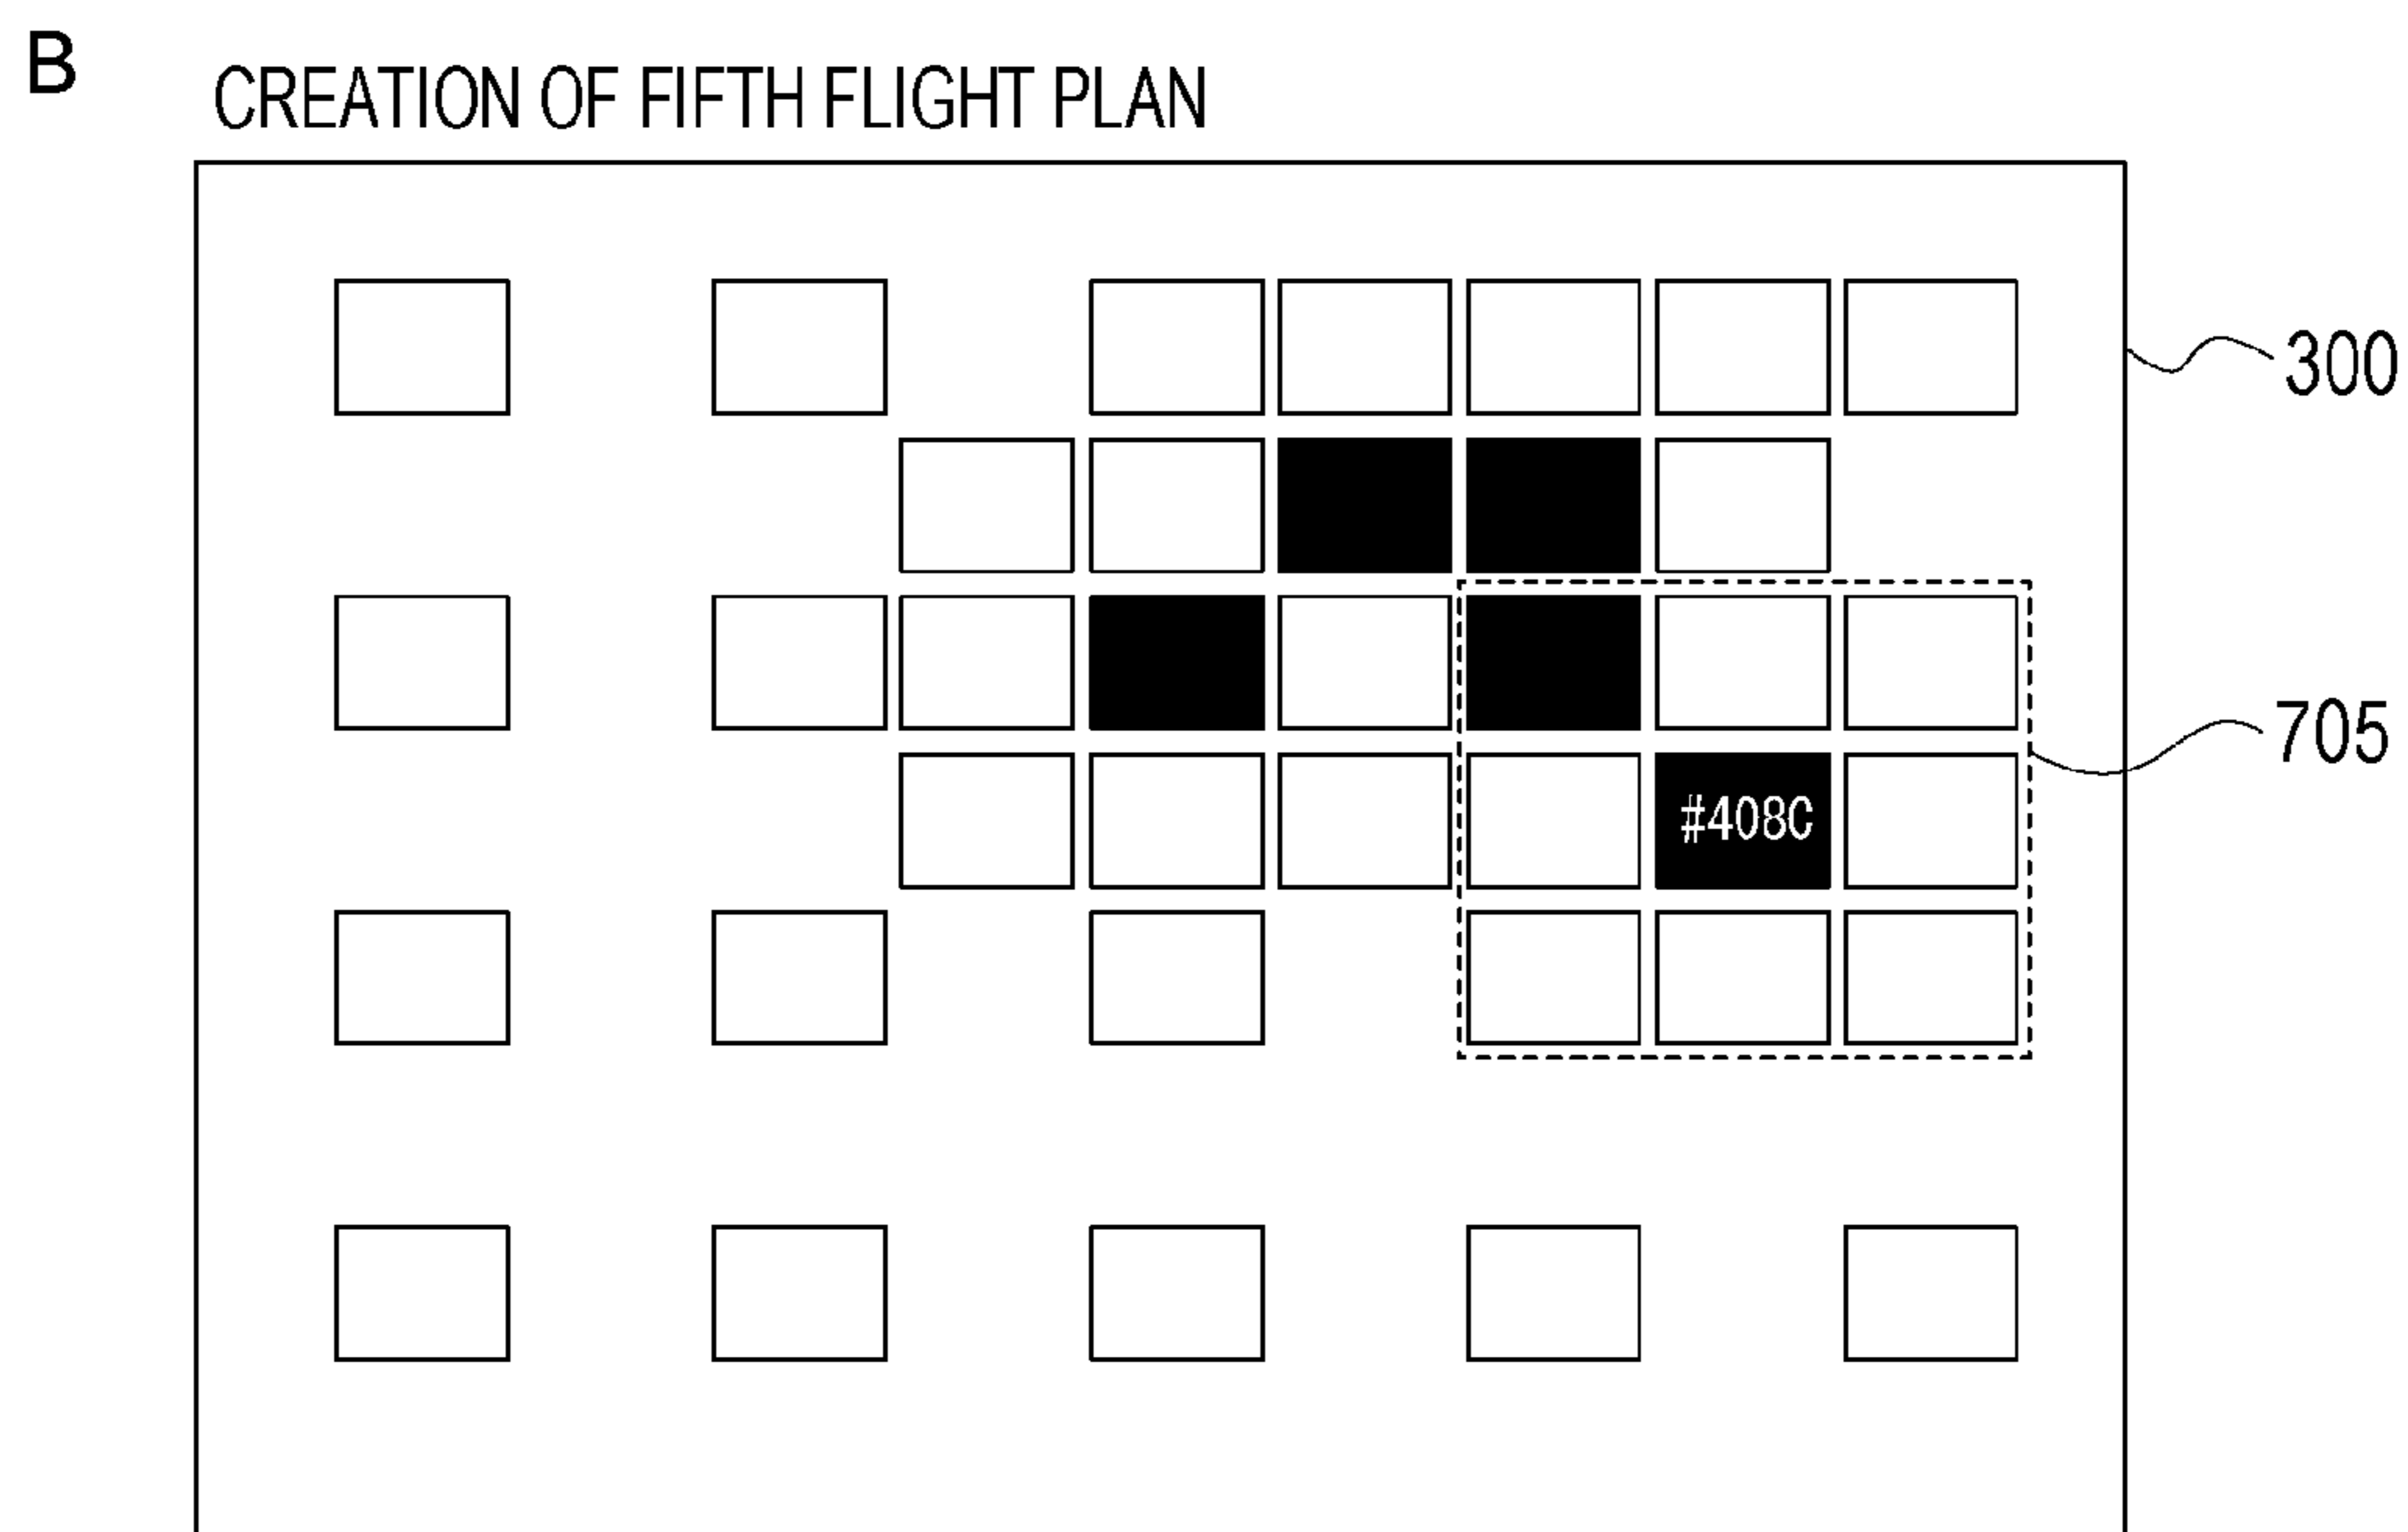 B
CREATION OF FIFTH FLIGHT PLAN
300
705
#408C